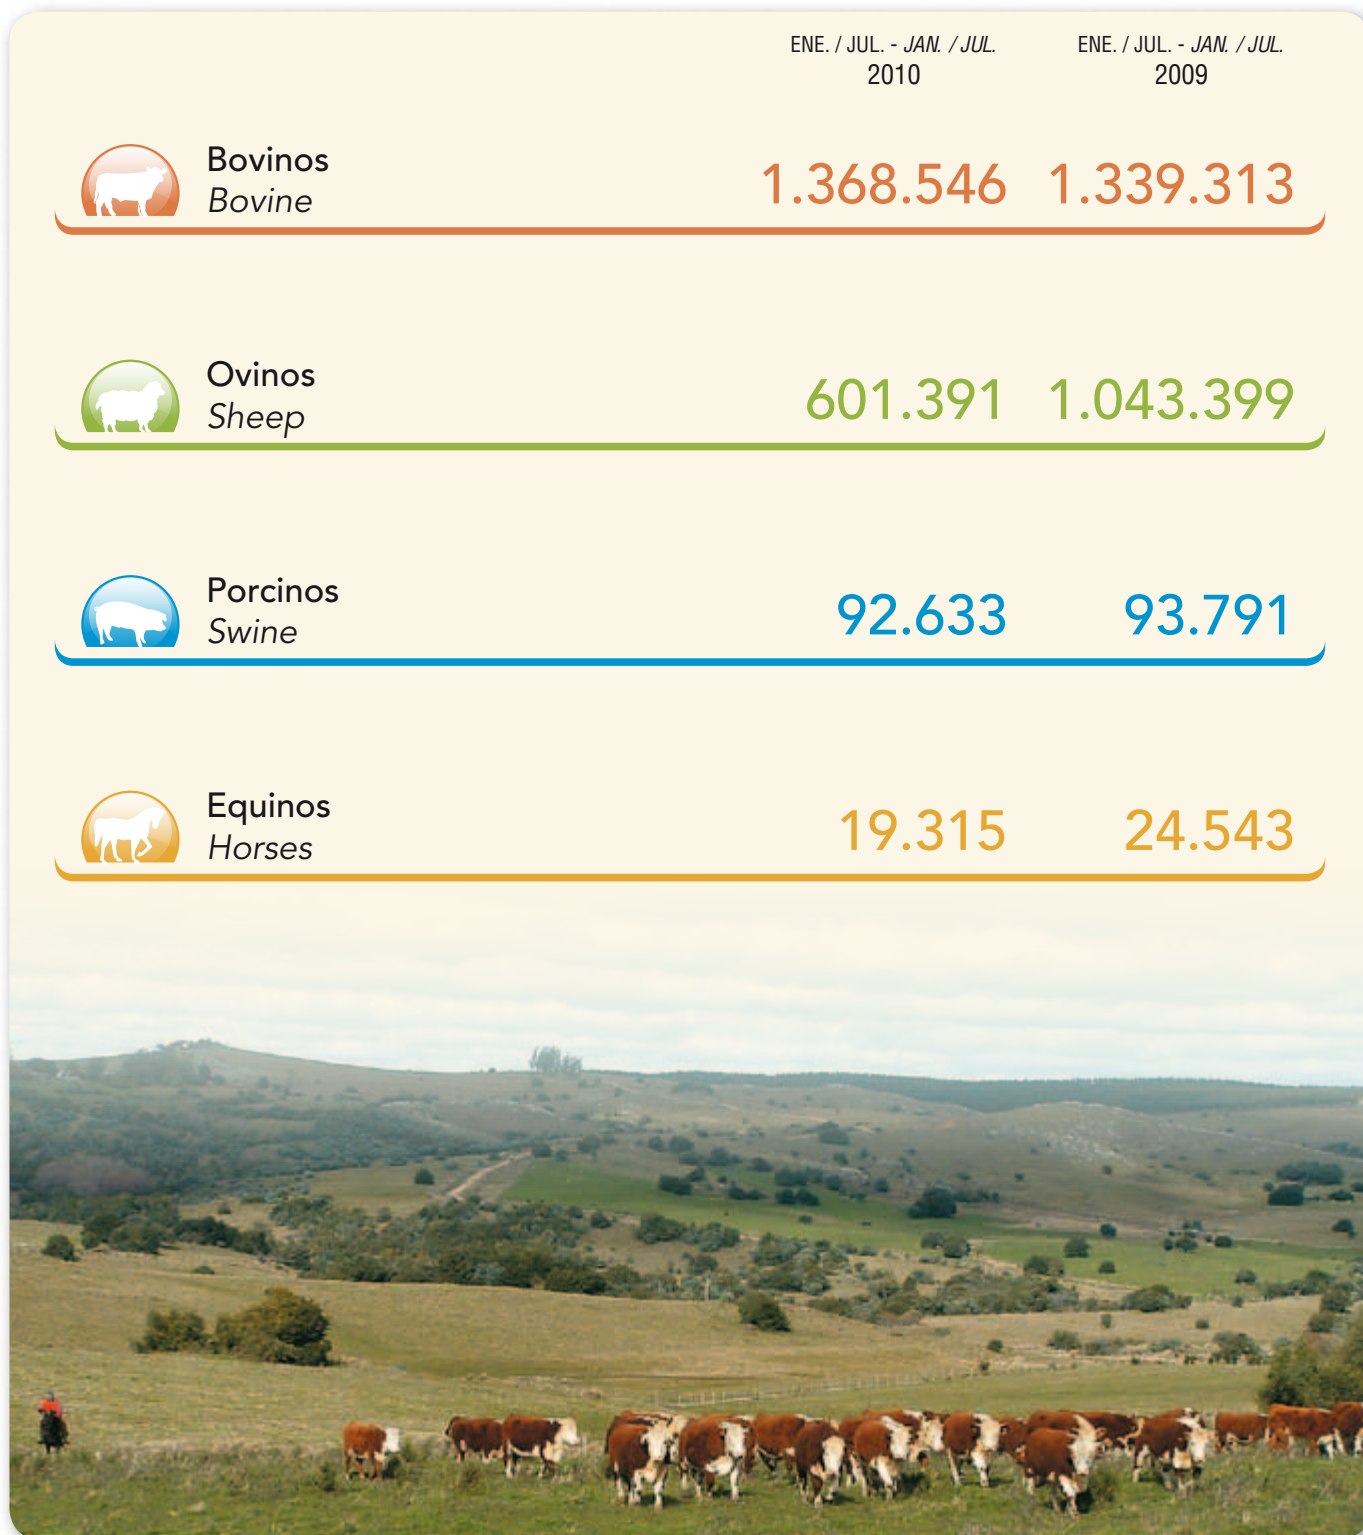 ENE. / JUL. - JAN. / JUL. ENE. / JUL. - JAN. / JUL.
2010 2009
Bovinos
Bovine
1.368.546 1.339.313
Ovinos
Sheep
601.391 1.043.399
Porcinos
Swine
92.633 93.791
Equinos
Horses
19.315 24.543